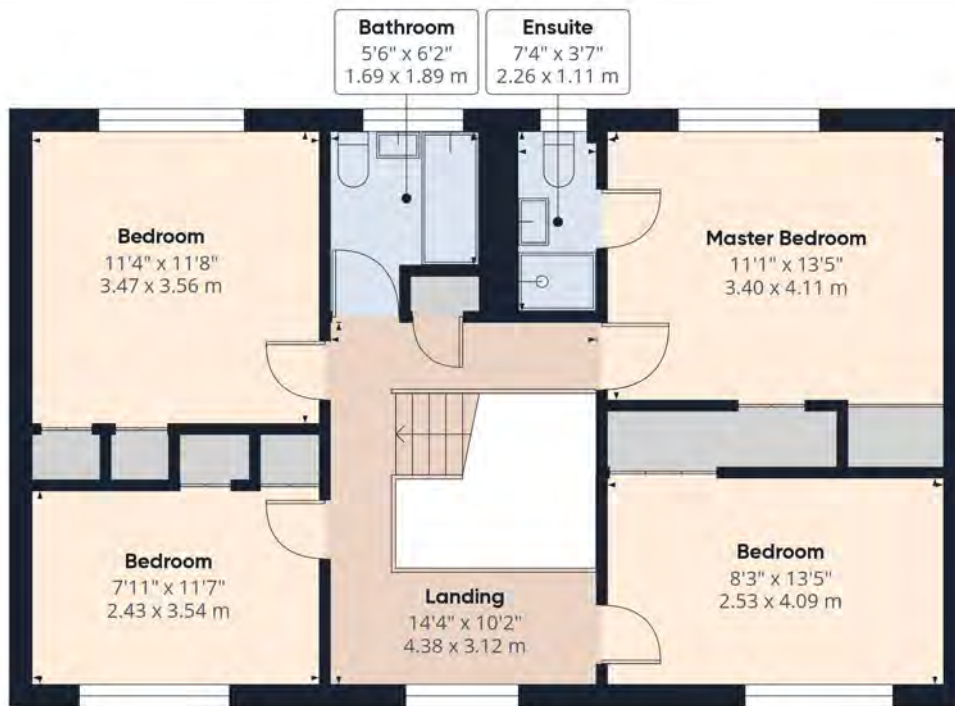 Bathroom
5'6" x 6'2"
1.69 x 1.89 m
Ensuite
7'4" x 3'7"
2.26 x 1.11 m
Bedroom
11'4" x 11'8"
3.47 x 3.56 m
Master Bedroom
11'1" x 13'5"
3.40 x 4.11 m
Bedroom
7'11" x 11'7"
2.43 x 3.54 m
Landing
14'4" x 10'2"
4.38 x 3.12 m
Bedroom
8'3" x 13'5"
2.53 x 4.09 m